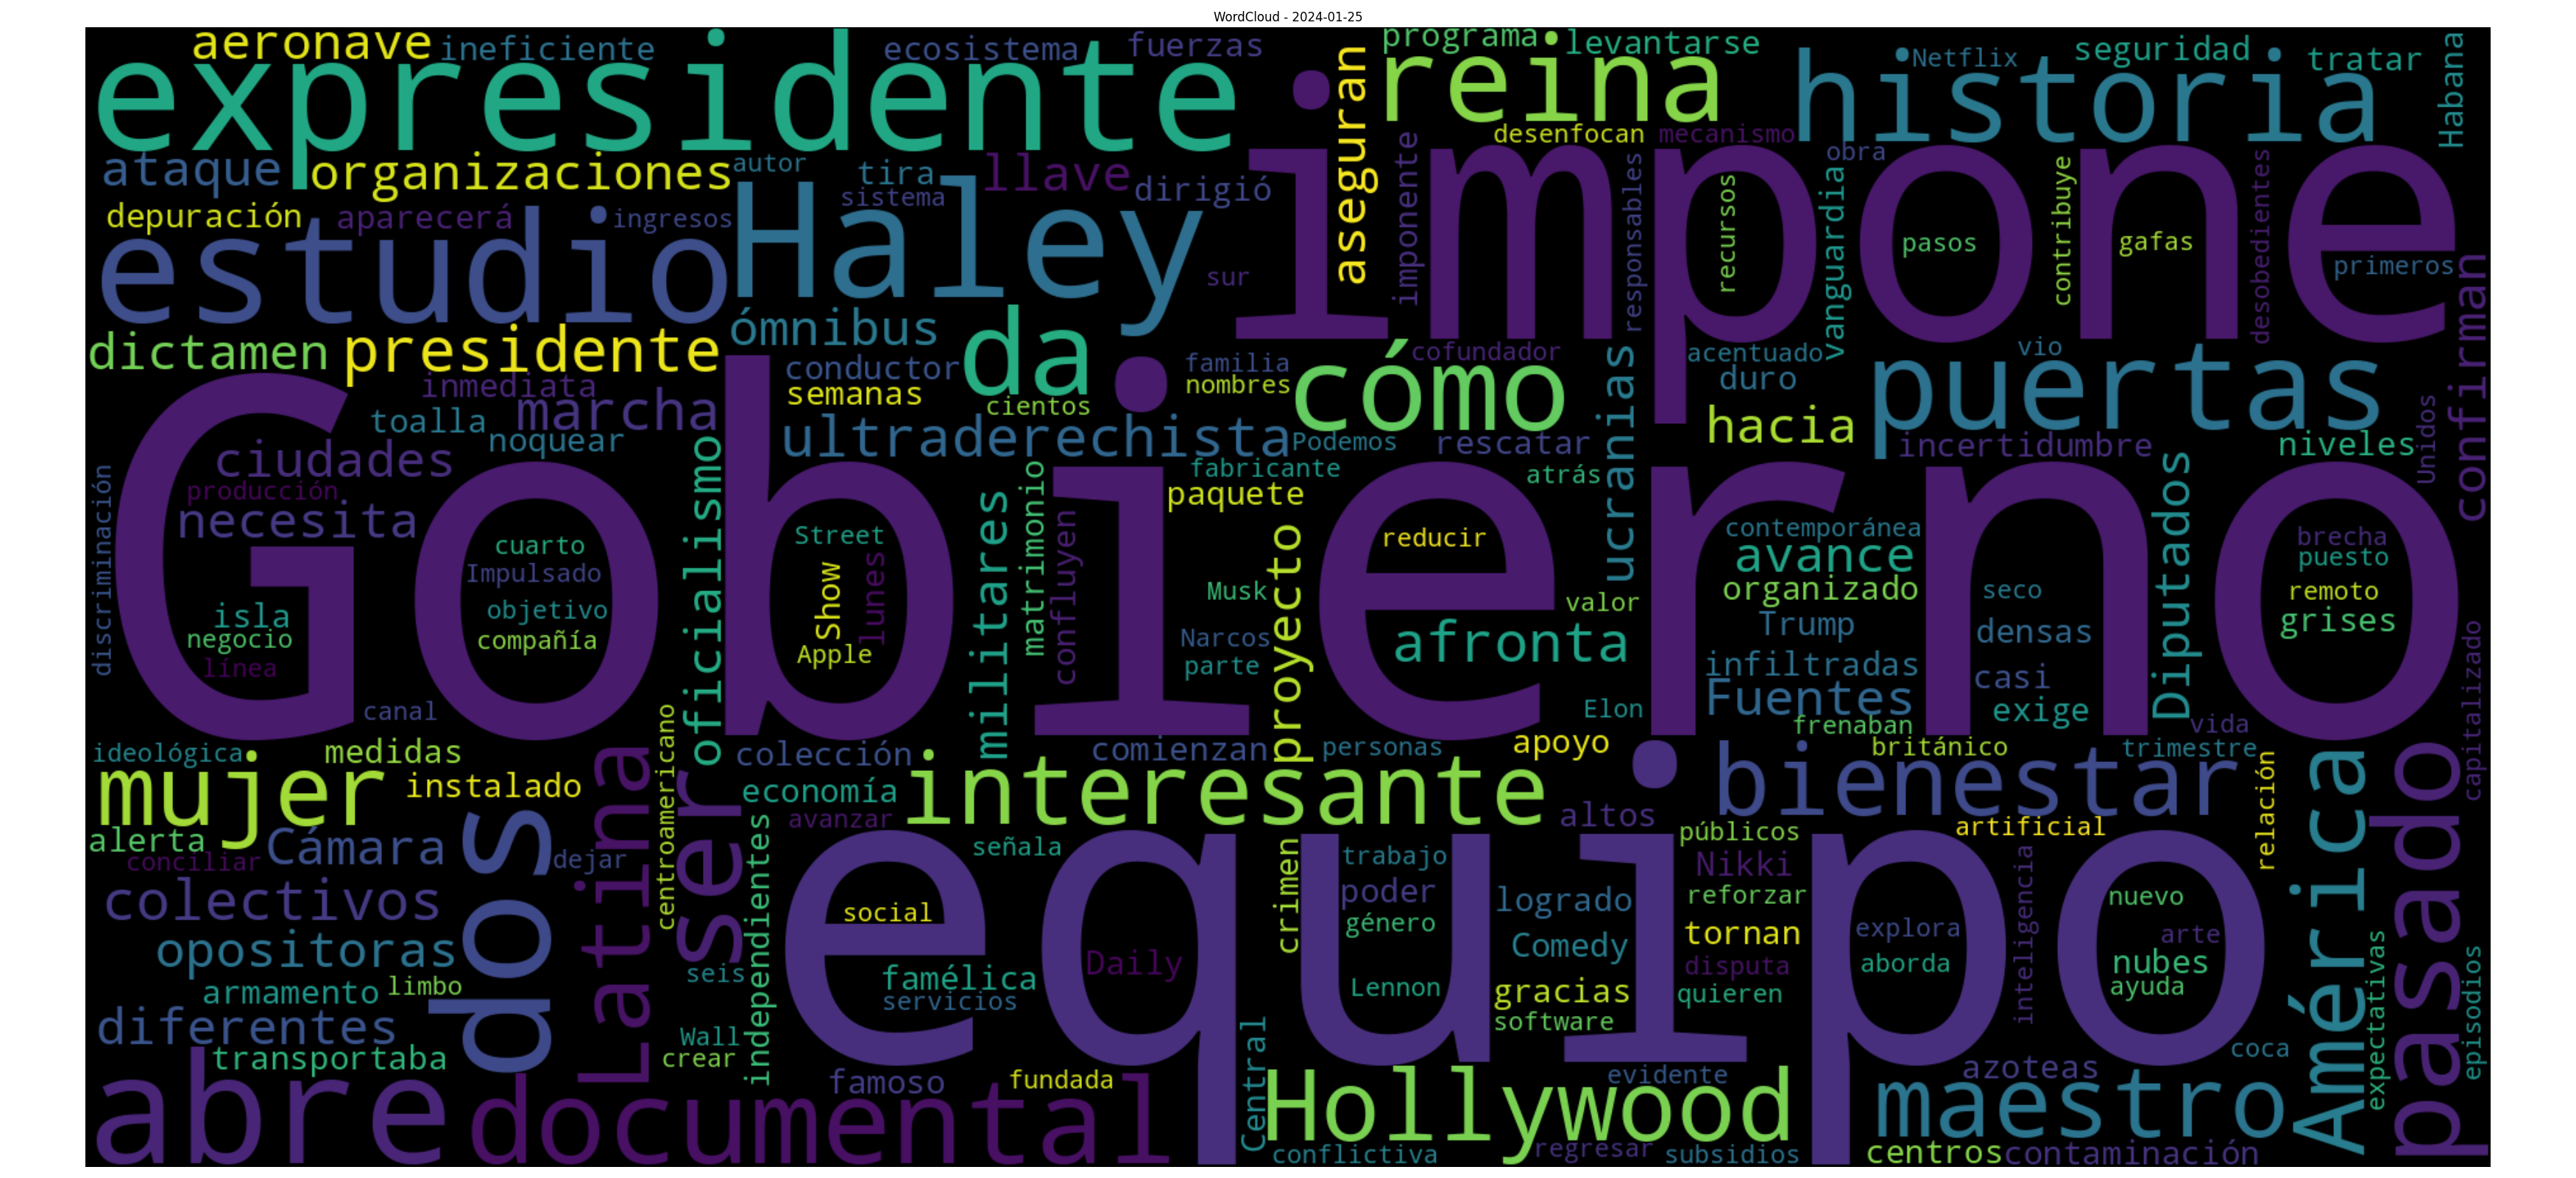 WordCloud - 2024-01-25
aeronave
ineficiente
ecosistema
fuerzas
programa
levantarse
Netflix
seguridad
tratar
Habana
expresidente
reina
historia
aseguran
desenfocan
mecanismo
ataque
organizaciones
autor
tira
llave
dirigió
sistema
imponente
responsables
recursos
obra
vanguardia
contribuye
desobedientes
impone
depuración
aparecerá
ingresos
Haley
estudio
sur
pasos
gafas
primeros
confirman
ómnibus
da
dictamen
presidente
conductor
familia
cofundador
cómo
acentuado
vio
puertas
inmediata
semanas
nombres
cientos
duro
toalla
marcha
noquear
ultraderechista
Podemos
rescatar
ucranias
hacia
incertidumbre
niveles
Unidos
ciudades
oficialismo
fabricante
atrás
discriminación
producción
paquete
matrimonio
militares
necesita
Gobierno
confluyen
proyecto
contemporánea
avance
Diputados
cuarto
Street
reducir
brecha
puesto
Impulsado
Show
lunes
Musk
organizado
seco
remoto
isla
objetivo
valor
Trump
densas
grises
negocio
compañía
Apple
Narcos
afronta
línea
parte
infiltradas
casi
capitalizado
canal
Elon
Fuentes
exige
frenaban
vida
ideológica
medidas
centroamericano
colección
comienzan
personas
apoyo
británico
trimestre
mujer
instalado
Latina
ser
economía
interesante
bienestar
relación
América
pasado
alerta
Cámara
dos
avanzar
altos
públicos
artificial
conciliar
dejar
independientes
señala
crimen
trabajo
Nikki
inteligencia
colectivos
social
poder
logrado
reforzar
nuevo
equipo
género
tornan
explora
arte
opositoras
seis
famélica
Daily
Comedy
disputa
aborda
nubes
armamento
limbo
servicios
Lennon
gracias
quieren
ayuda
expectativas
episodios
diferentes
Wall
software
transportaba
crear
Central
coca
abre
documental
famoso
fundada
Hollywood
evidente
azoteas
maestro
conflictiva
regresar
subsidios
centros
contaminación